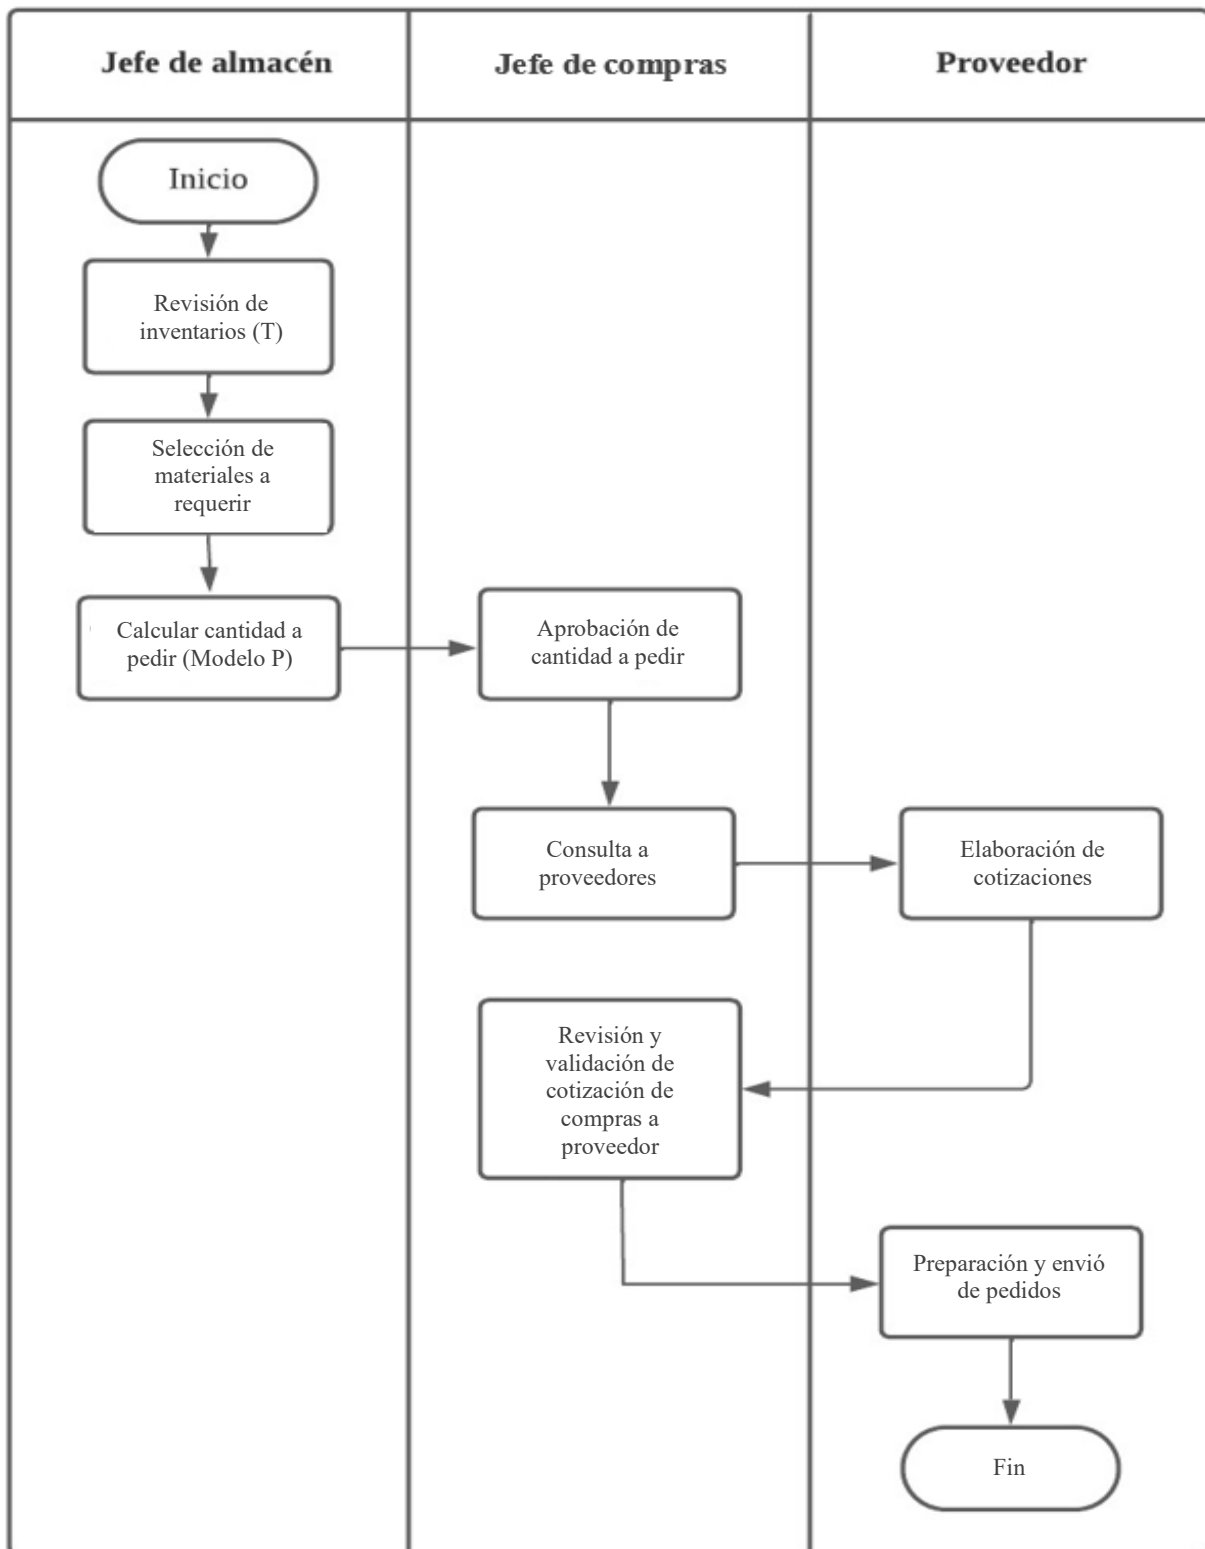 Jefe de almacén
Jefe de compras
Proveedor
Inicio
Revisión de
inventarios (T)
Selección de
materiales a
requerir
Calcular cantidad a
pedir (Modelo P)
Aprobación de
cantidad a pedir
Consulta a
proveedores
Elaboración de
cotizaciones
Revisión y
validación de
cotización de
compras a
proveedor
Preparación y envió
de pedidos
Fin